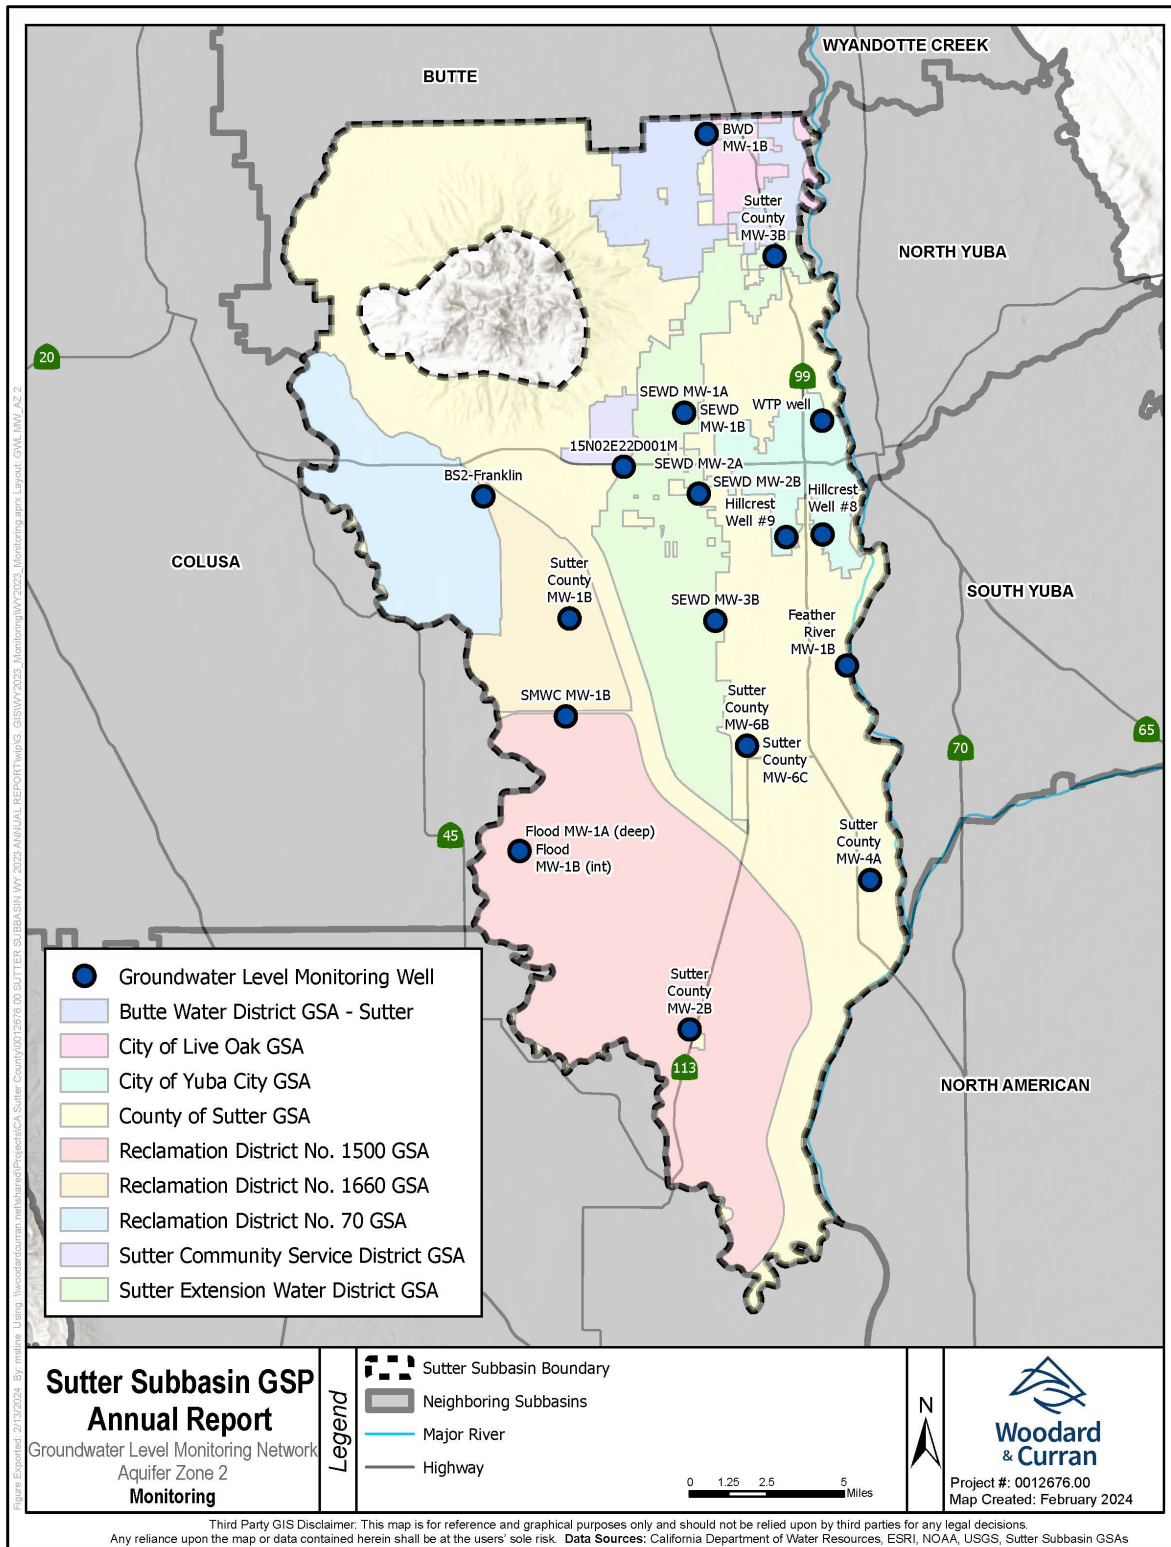 WYANDOTTE CREEK
BUTTE
BWD
MW-1B
Sutter
County
MW-3B
NORTH YUBA
20
99
SEWD MW-1A
SEWD
MW-1B
WTP well
15N02E22D001M
SEWD MW-2A
BS2-Franklin
SEWD MW-2B
Hillcrest
Well #9
Hillcrest
Well #8
COLUSA
Sutter
County
MW-1B
SOUTH YUBA
SEWD MW-3B
Feather
River
MW-1B
SMWC MW-1B
Sutter
County
MW-6B
Sutter
County
MW-6C
65
70
45
Flood MW-1A (deep)
Flood
MW-1B (int)
Sutter
County
MW-4A
Sutter
County
MW-2B
113
NORTH AMERICAN
Groundwater Level Monitoring Well
Butte Water District GSA - Sutter
City of Live Oak GSA
City of Yuba City GSA
County of Sutter GSA
Reclamation District No. 1500 GSA
Reclamation District No. 1660 GSA
Reclamation District No. 70 GSA
Sutter Community Service District GSA
Sutter Extension Water District GSA
Sutter Subbasin GSP
Annual Report
Groundwater Level Monitoring Network
Aquifer Zone 2
Monitoring
Legend
Sutter Subbasin Boundary
Neighboring Subbasins
Major River
Highway
0 1.25 2.5 5
Miles
N
Woodard
& Curran
Project #: 0012676.00
Map Created: February 2024
Third Party GIS Disclaimer: This map is for reference and graphical purposes only and should not be relied upon by third parties for any legal decisions.
Any reliance upon the map or data contained herein shall be at the users' sole risk. Data Sources: California Department of Water Resources, ESRI, NOAA, USGS, Sutter Subbasin GSAs